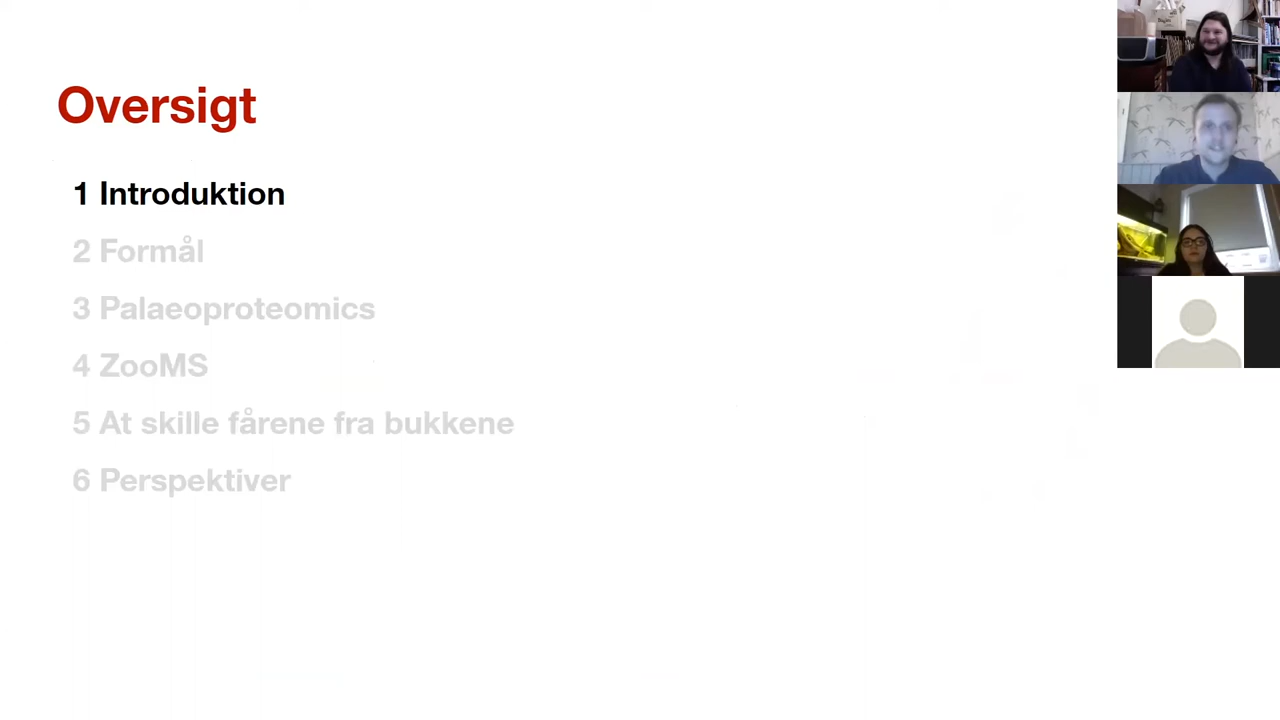 Oversigt
1 Introduktion
2 Formål
3 Palaeoproteomics
4 ZooMS
5 At skille fårene fra bukkene
6 Perspektiver